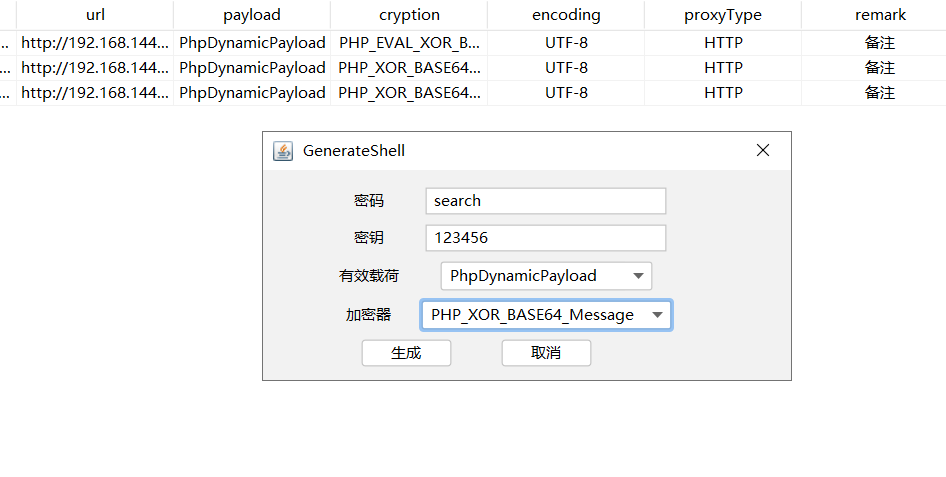 url payload cryption encoding proxyType remark
... http://192.168.144... PhpDynamicPayload PHP_EVAL_XOR_B... UTF-8 HTTP 备注
... http://192.168.144... PhpDynamicPayload PHP_XOR_BASE64... UTF-8 HTTP 备注
... http://192.168.144... PhpDynamicPayload PHP_XOR_BASE64... UTF-8 HTTP 备注
GenerateShell
密码 search
密钥 123456
有效载荷 PhpDynamicPayload
加密器 PHP_XOR_BASE64_Message
生成 取消